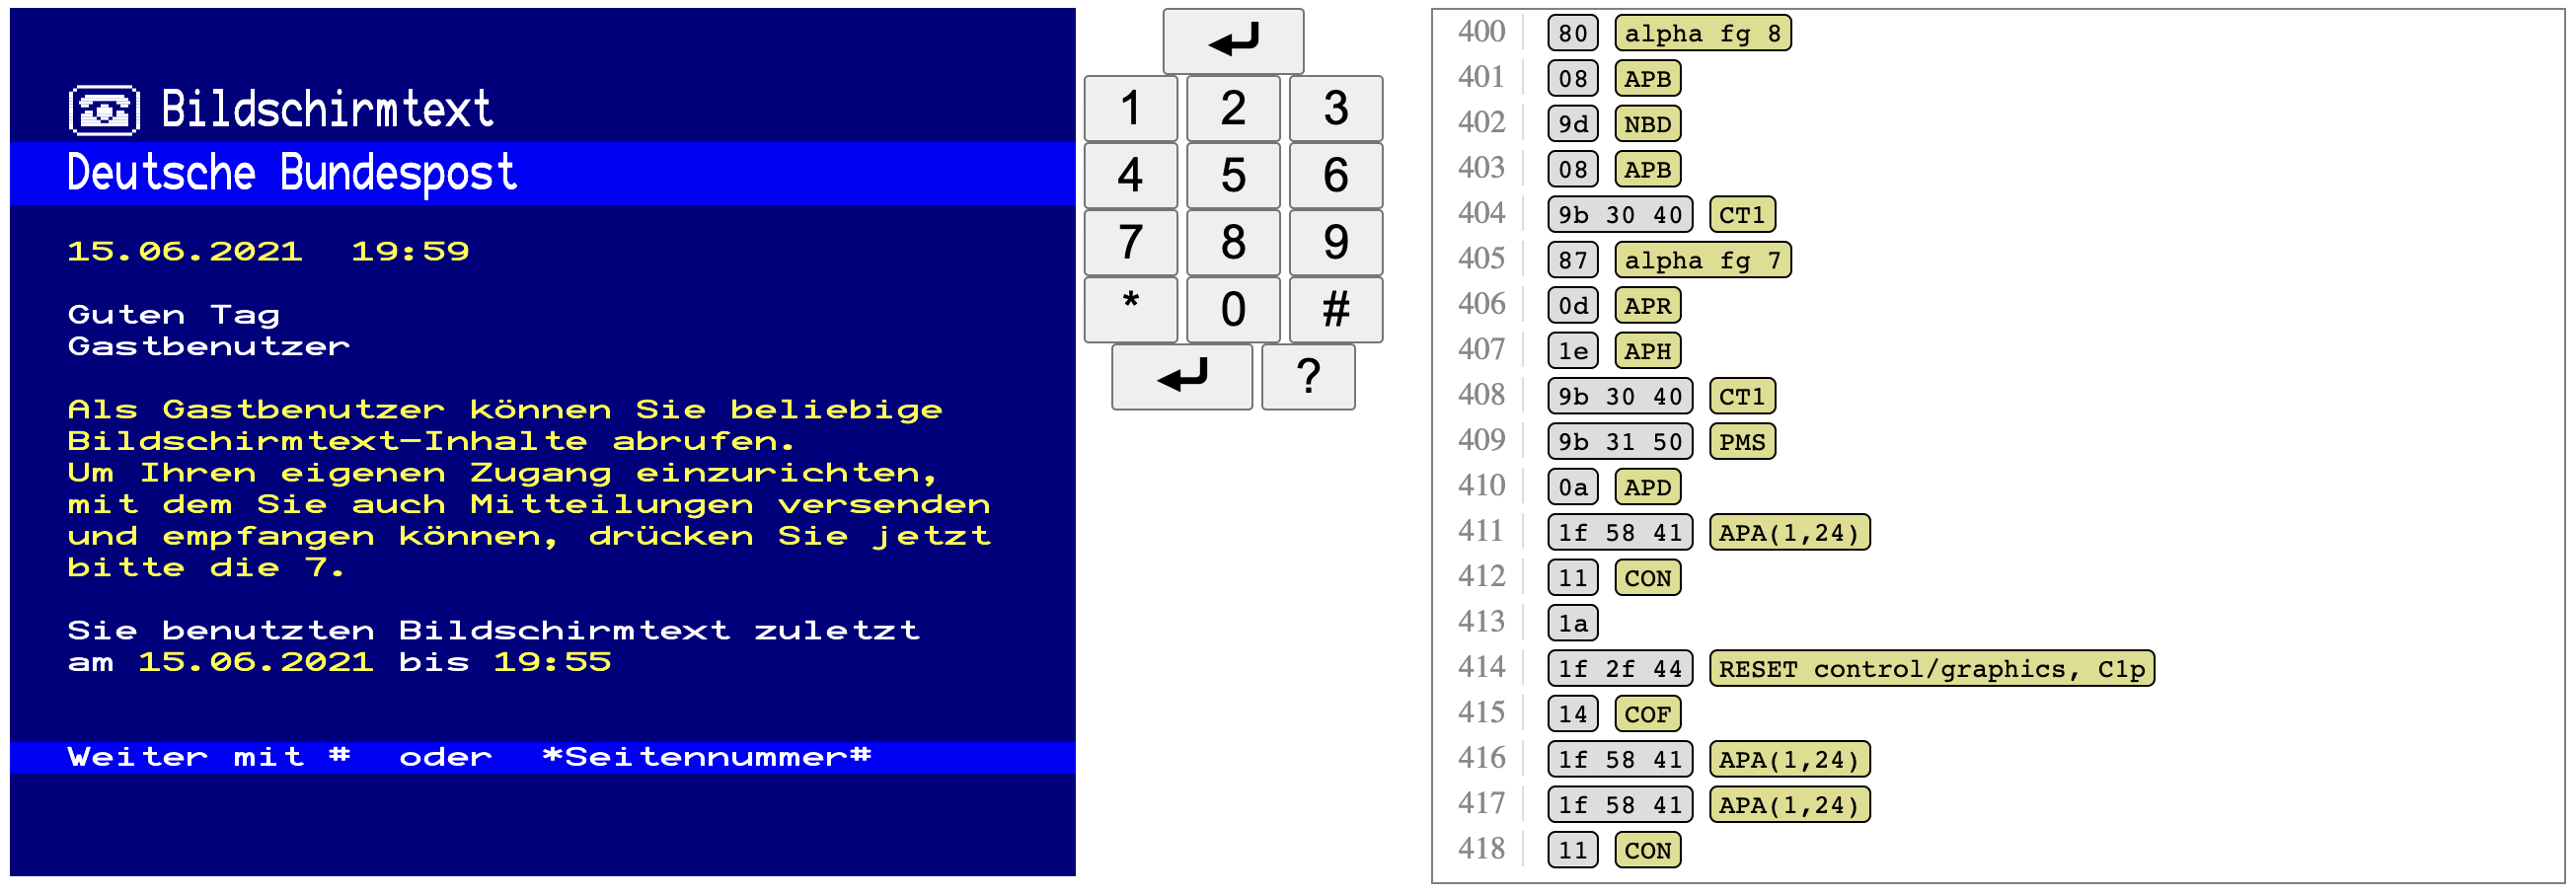 Bildschirmtext
Deutsche Bundespost
15.06.2021  19:59
Guten Tag
Gastbenutzer
Als Gastbenutzer können Sie beliebige
Bildschirmtext-Inhalte abrufen.
Um Ihren eigenen Zugang einzurichten,
mit dem Sie auch Mitteilungen versenden
und empfangen können, drücken Sie jetzt
bitte die 7.
Sie benutzten Bildschirmtext zuletzt
am 15.06.2021 bis 19:55
Weiter mit #  oder  *Seitennummer#
1 2 3
4 5 6
7 8 9
* 0 #
?
400 80 alpha fg 8
401 08 APB
402 9d NBD
403 08 APB
404 9b 30 40 CT1
405 87 alpha fg 7
406 0d APR
407 1e APH
408 9b 30 40 CT1
409 9b 31 50 PMS
410 0a APD
411 1f 58 41 APA(1,24)
412 11 CON
413 1a
414 1f 2f 44 RESET control/graphics, C1p
415 14 COF
416 1f 58 41 APA(1,24)
417 1f 58 41 APA(1,24)
418 11 CON